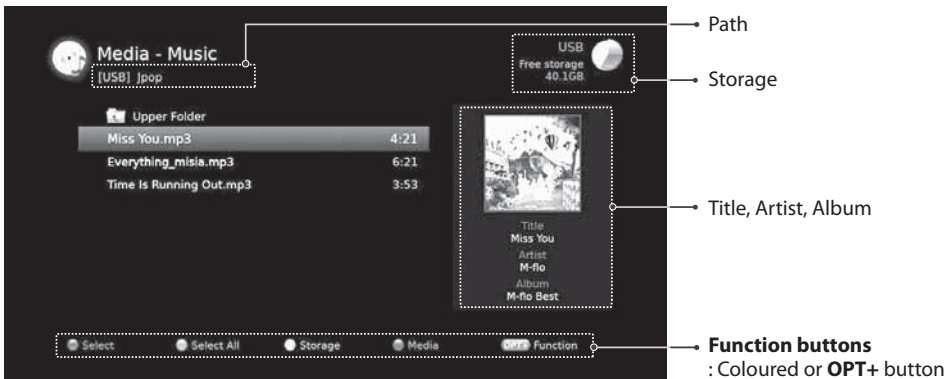 Media - Music
[USB] Jpop
USB
Free storage
40.1GB
Upper Folder
Miss You.mp3 4:21
Everything_misia.mp3 6:21
Time Is Running Out.mp3 3:53
Title
Miss You
Artist
M-flo
Album
M-flo Best
Select Select All Storage Media OPT+ Function
Path
Storage
Title, Artist, Album
Function buttons
: Coloured or OPT+ button